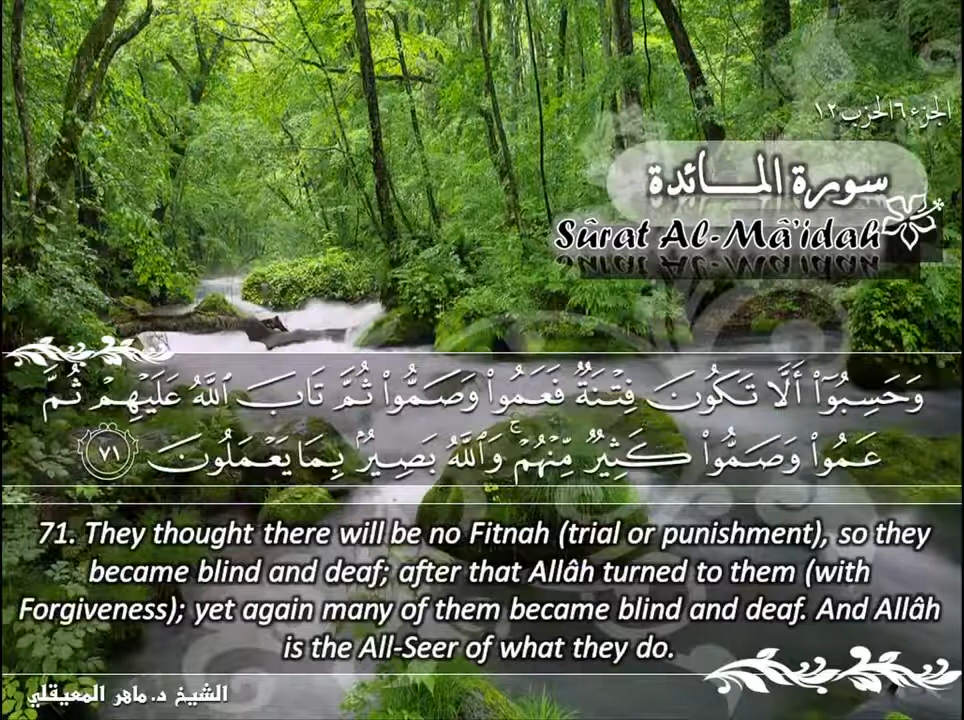 الجزء ٦ الحزب ١٢
سورة المائدة
Sûrat Al-Mâ'idah
وَحَسِبُوٓا۟ أَلَّا تَكُونَ فِتْنَةٌ فَعَمُوا۟ وَصَمُّوا۟ ثُمَّ تَابَ ٱللَّهُ عَلَيْهِمْ ثُمَّ
عَمُوا۟ وَصَمُّوا۟ كَثِيرٌ مِّنْهُمْ ۚ وَٱللَّهُ بَصِيرٌۢ بِمَا يَعْمَلُونَ ٧١
71. They thought there will be no Fitnah (trial or punishment), so they
became blind and deaf; after that Allâh turned to them (with
Forgiveness); yet again many of them became blind and deaf. And Allâh
is the All-Seer of what they do.
الشيخ د. ماهر المعيقلي